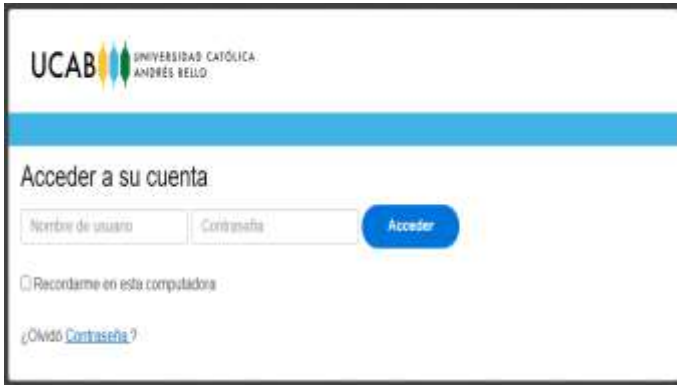 UCAB UNIVERSIDAD CATÓLICA
ANDRÉS BELLO
Acceder a su cuenta
Nombre de usuario Contraseña Acceder
Recordarme en esta computadora
¿Olvidó Contraseña ?